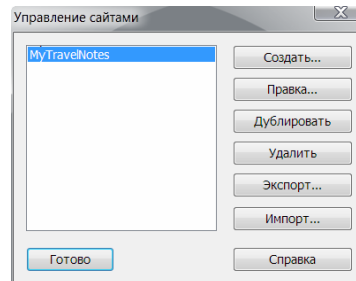 Управление сайтами
MyTravelNotes
Создать...
Правка...
Дублировать
Удалить
Экспорт...
Импорт...
Готово
Справка